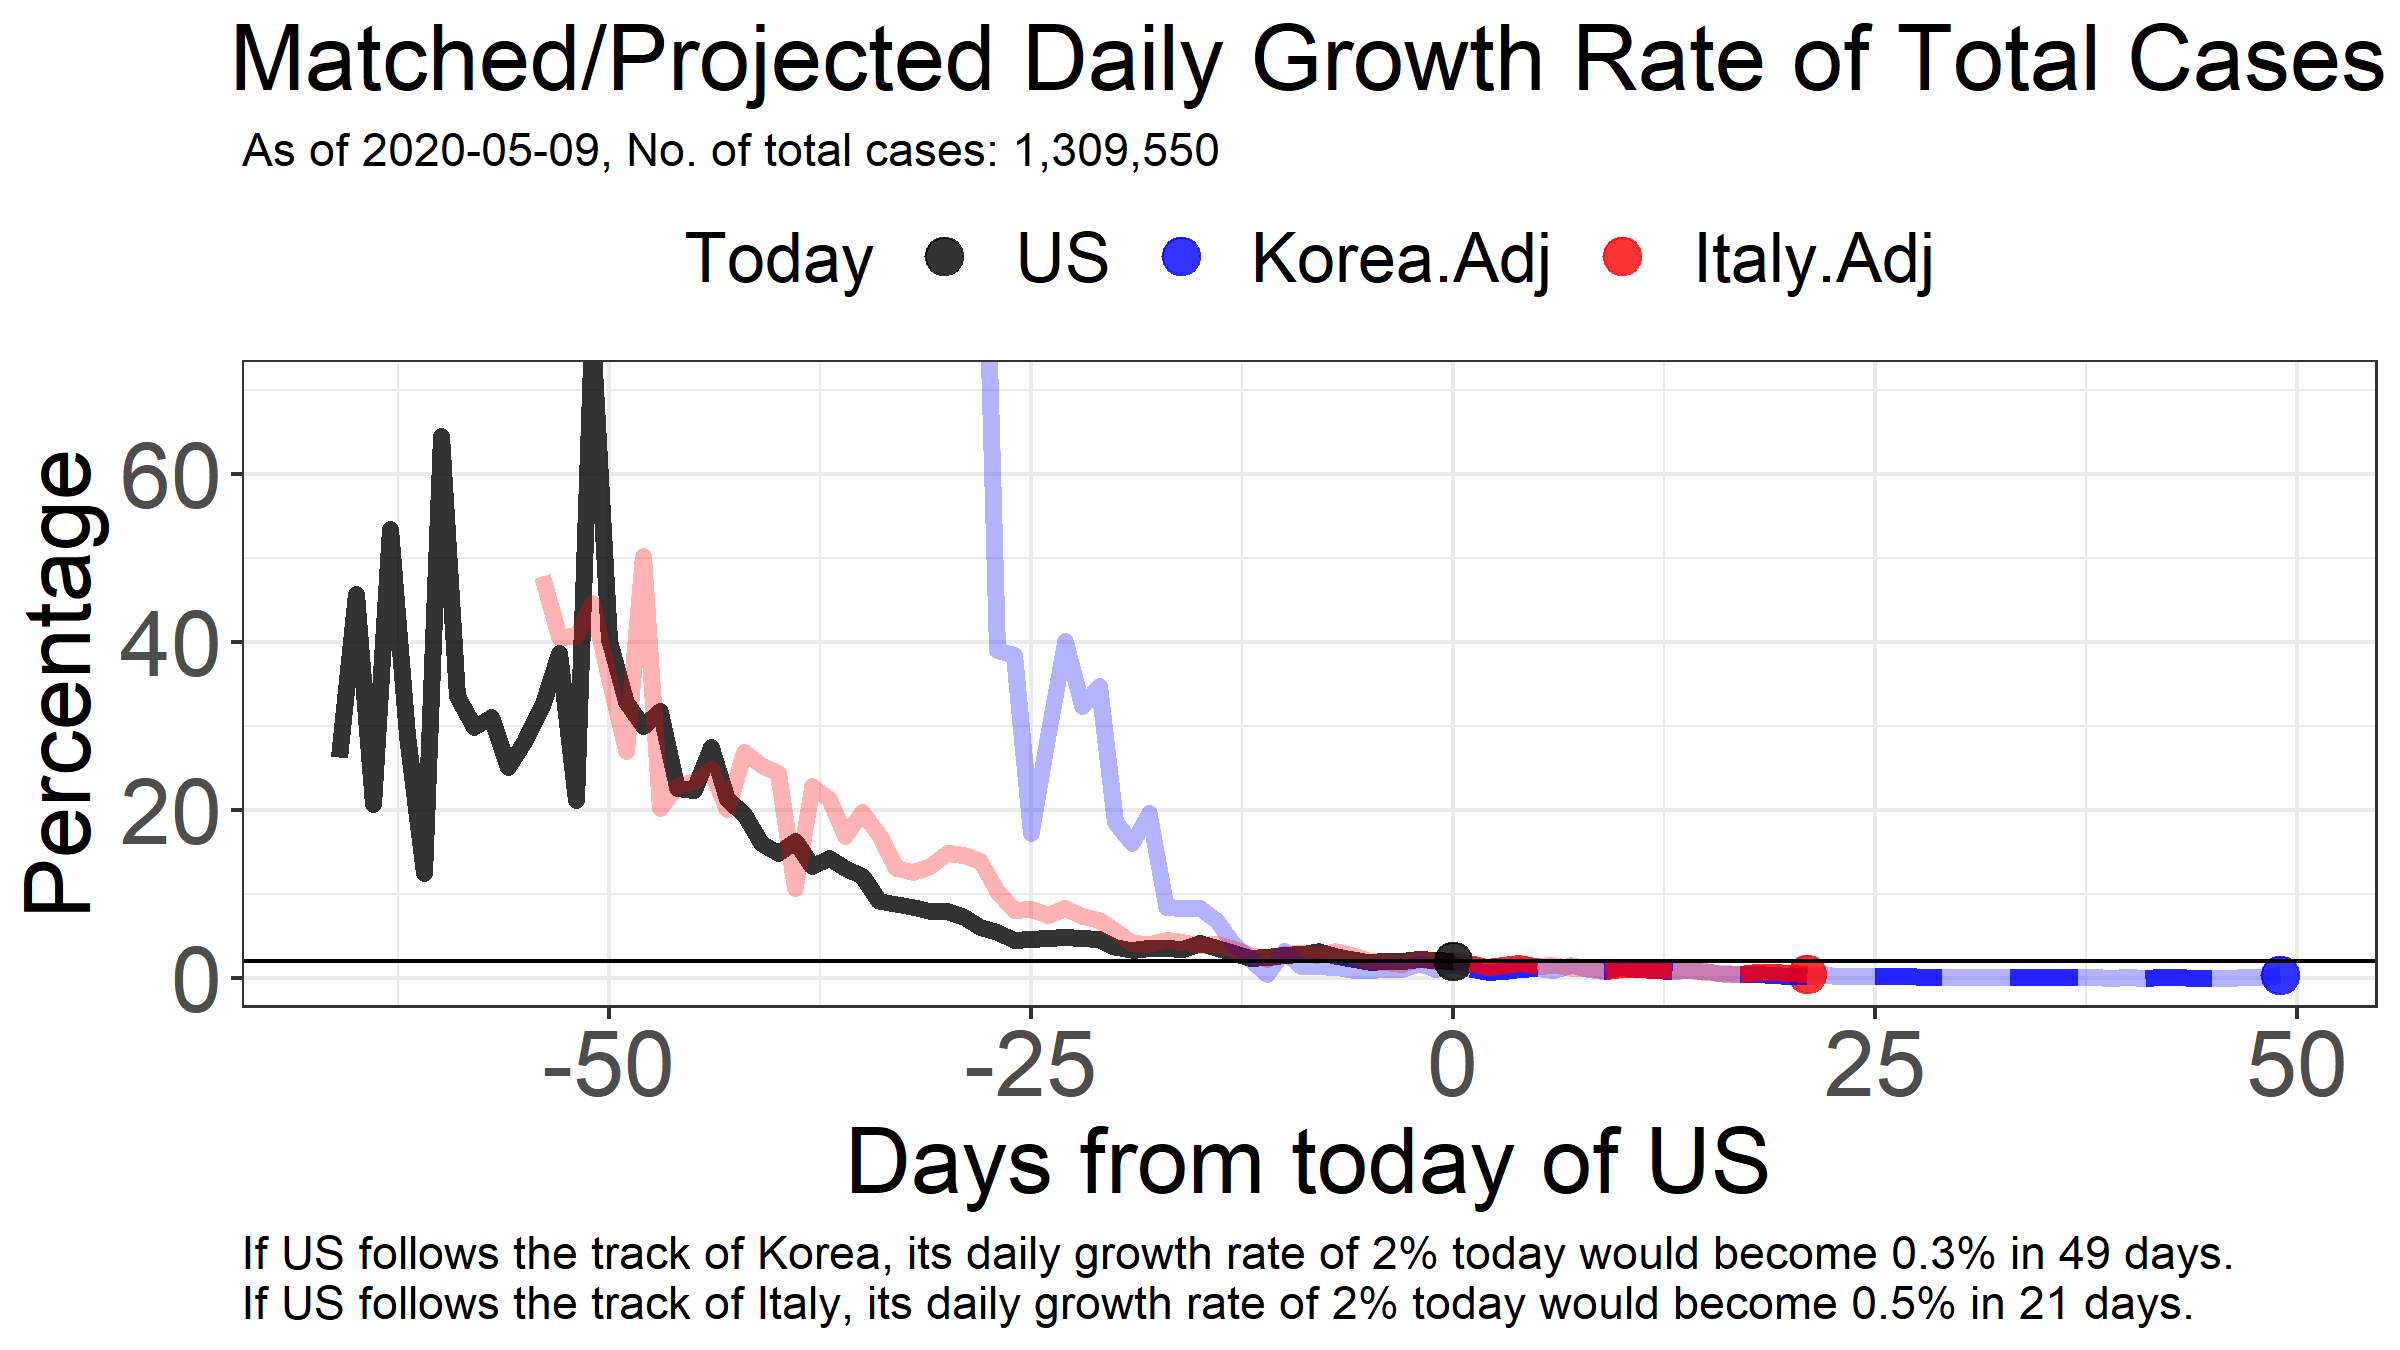 Matched/Projected Daily Growth Rate of Total Cases
As of 2020-05-09, No. of total cases: 1,309,550
Today US Korea.Adj Italy.Adj
Percentage
60
40
20
0
-50 -25 0 25 50
Days from today of US
If US follows the track of Korea, its daily growth rate of 2% today would become 0.3% in 49 days.
If US follows the track of Italy, its daily growth rate of 2% today would become 0.5% in 21 days.